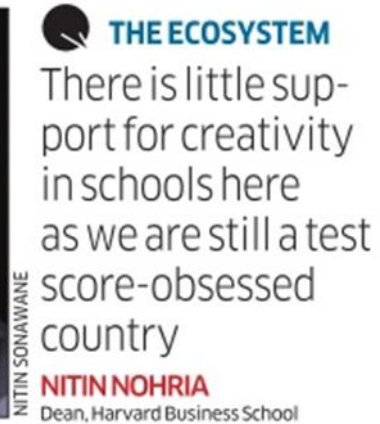 THE ECOSYSTEM
There is little sup-
port for creativity
in schools here
as we are still a test
score-obsessed
country
NITIN NOHRIA
Dean, Harvard Business School
NITIN SONAWANE